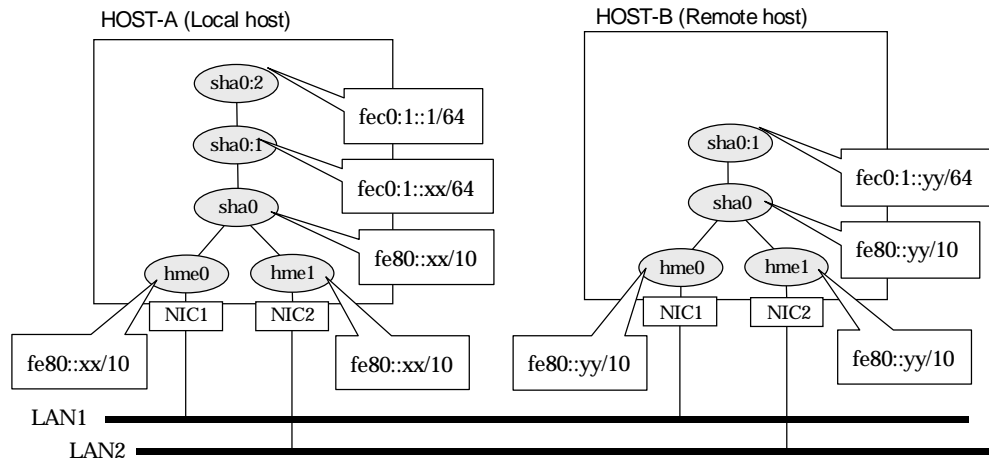 HOST-A (Local host)
HOST-B (Remote host)
sha0:2
fec0:1::1/64
sha0:1
sha0:1
fec0:1::xx/64
fec0:1::yy/64
sha0
sha0
fe80::xx/10
fe80::yy/10
hme0
hme1
hme0
hme1
NIC1
NIC2
NIC1
NIC2
fe80::xx/10
fe80::xx/10
fe80::yy/10
fe80::yy/10
LAN1
LAN2